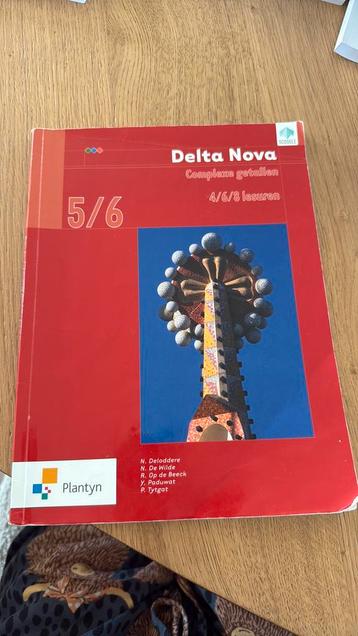 SCOODLE
Delta Nova
Complexe getallen
4/6/8 lesuren
5/6
N. Deloddere
N. De Wilde
R. Op de Beeck
Y. Paduwat
P. Tytgat
Plantyn